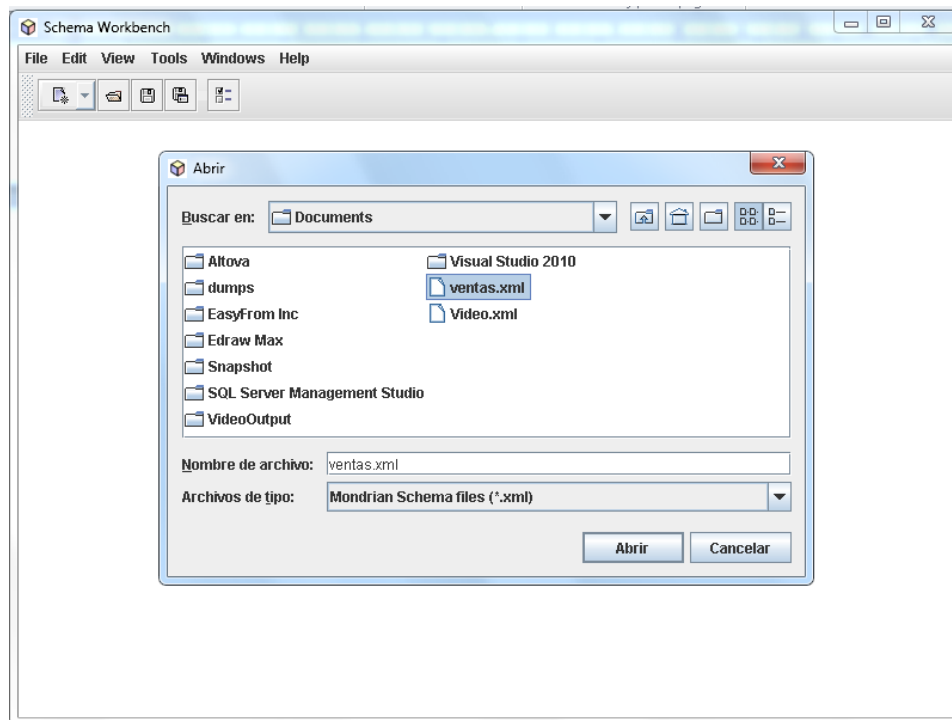 Schema Workbench
File Edit View Tools Windows Help
Abrir
Buscar en: Documents
Altova
dumps
EasyFrom Inc
Edraw Max
Snapshot
SQL Server Management Studio
VideoOutput
Visual Studio 2010
ventas.xml
Video.xml
Nombre de archivo: ventas.xml
Archivos de tipo: Mondrian Schema files (*.xml)
Abrir Cancelar